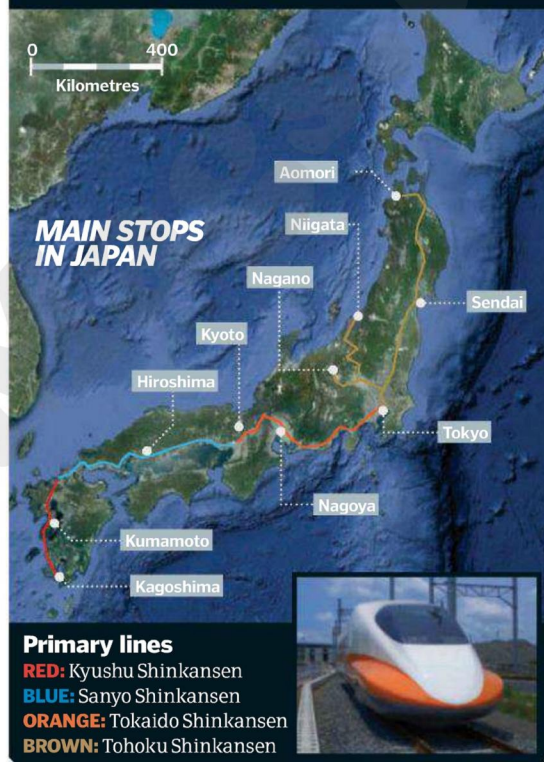 0 400
Kilometres
Aomori
MAIN STOPS
IN JAPAN
Niigata
Nagano
Sendai
Kyoto
Hiroshima
Tokyo
Nagoya
Kumamoto
Kagoshima
Primary lines
RED: Kyushu Shinkansen
BLUE: Sanyo Shinkansen
ORANGE: Tokaido Shinkansen
BROWN: Tohoku Shinkansen